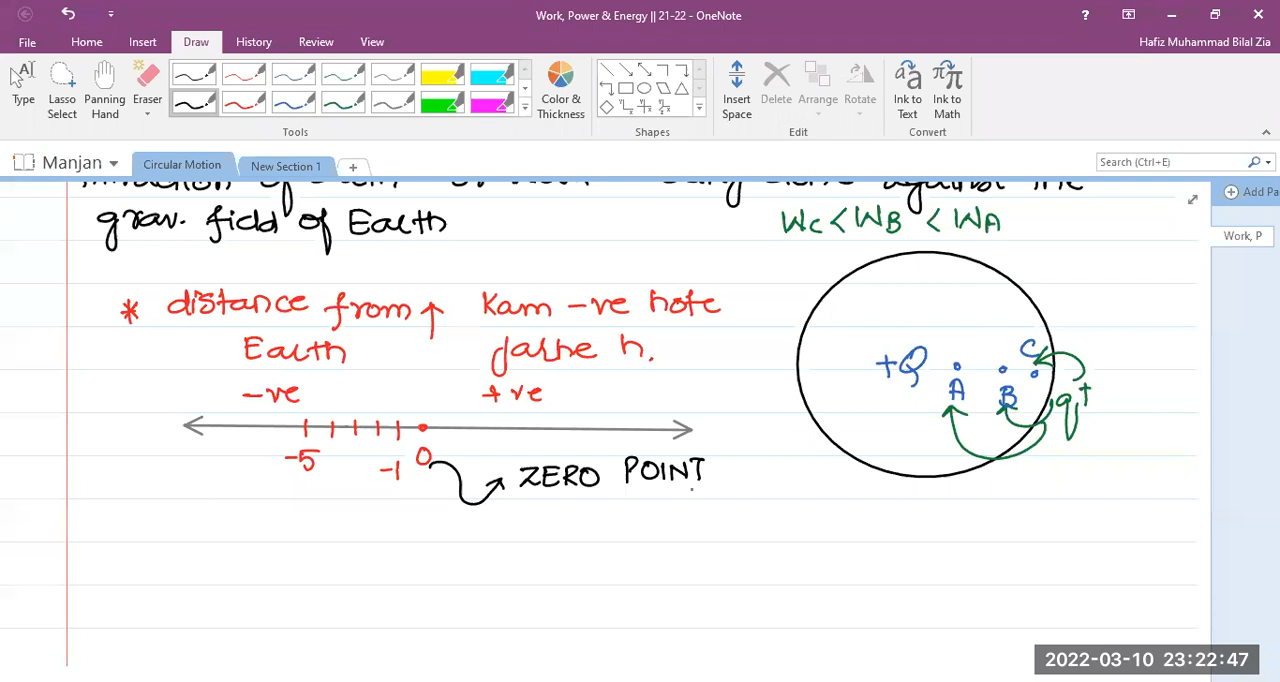 Work, Power & Energy || 21-22 - OneNote
File Home Insert Draw History Review View
Hafiz Muhammad Bilal Zia
Type
Lasso Select
Panning Hand
Eraser
Color & Thickness
Insert Space
Delete
Arrange
Rotate
Ink to Text
Ink to Math
Tools
Shapes
Edit
Convert
Manjan
Circular Motion
New Section 1
Search (Ctrl+E)
Add Pa
Work, P
against the
grav. field of Earth
Wc < WB < WA
* distance from ↑ Kam -ve hote
Earth h.
-ve +ve
-5 -1 0
ZERO POINT
+Q A B C q+
2022-03-10 23:22:47